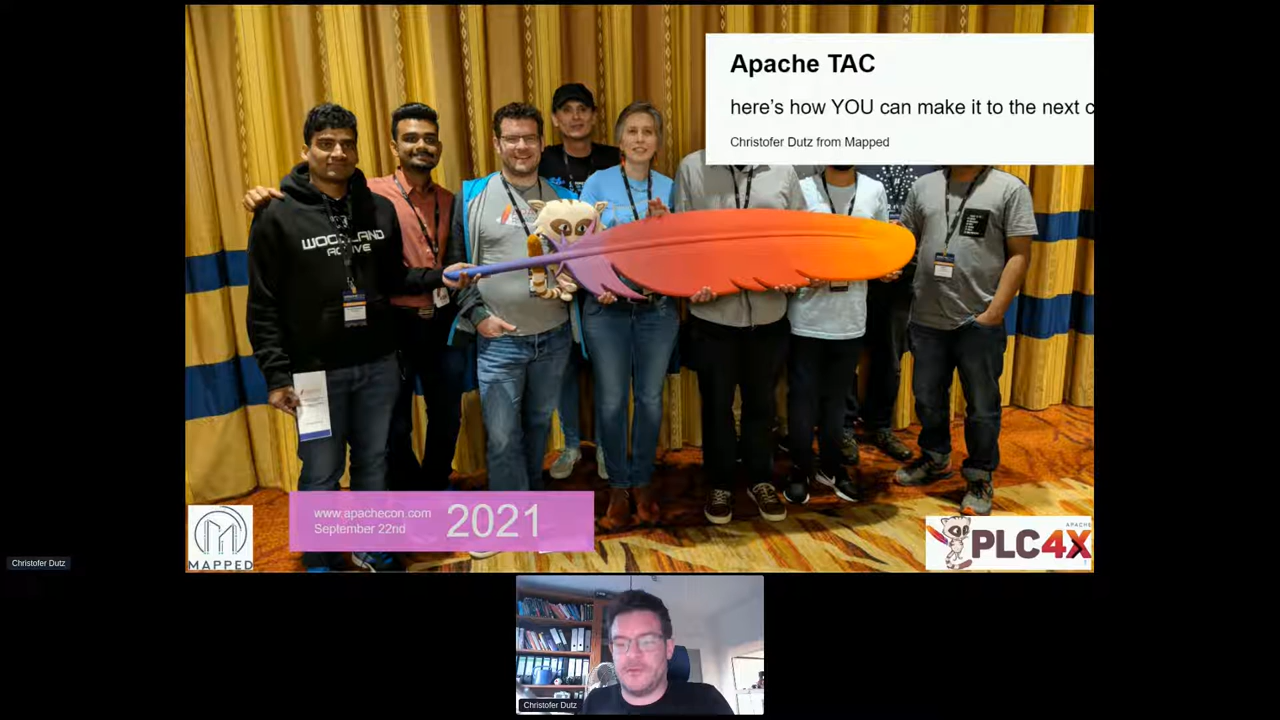 Apache TAC
here's how YOU can make it to the next c
Christofer Dutz from Mapped
WOODLAND
ACTIVE
www.apachecon.com
September 22nd
2021
MAPPED
APACHE
PLC4X
Christofer Dutz
Christofer Dutz